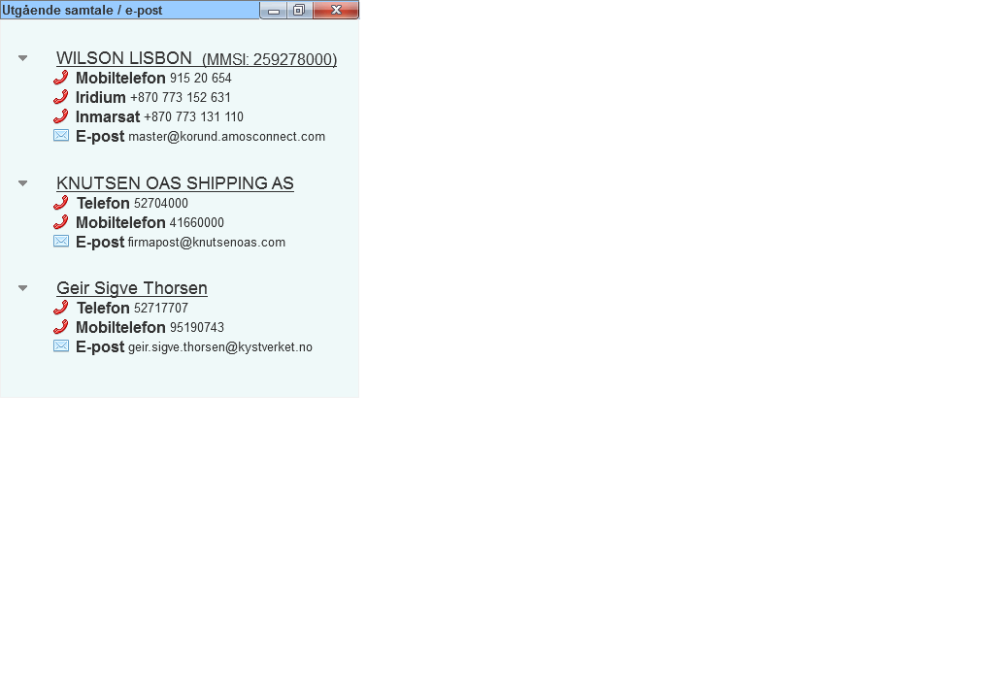 Utgående samtale / e-post
WILSON LISBON (MMSI: 259278000)
Mobiltelefon 915 20 654
Iridium +870 773 152 631
Inmarsat +870 773 131 110
E-post master@korund.amosconnect.com
KNUTSEN OAS SHIPPING AS
Telefon 52704000
Mobiltelefon 41660000
E-post firmapost@knutsenoas.com
Geir Sigve Thorsen
Telefon 52717707
Mobiltelefon 95190743
E-post geir.sigve.thorsen@kystverket.no